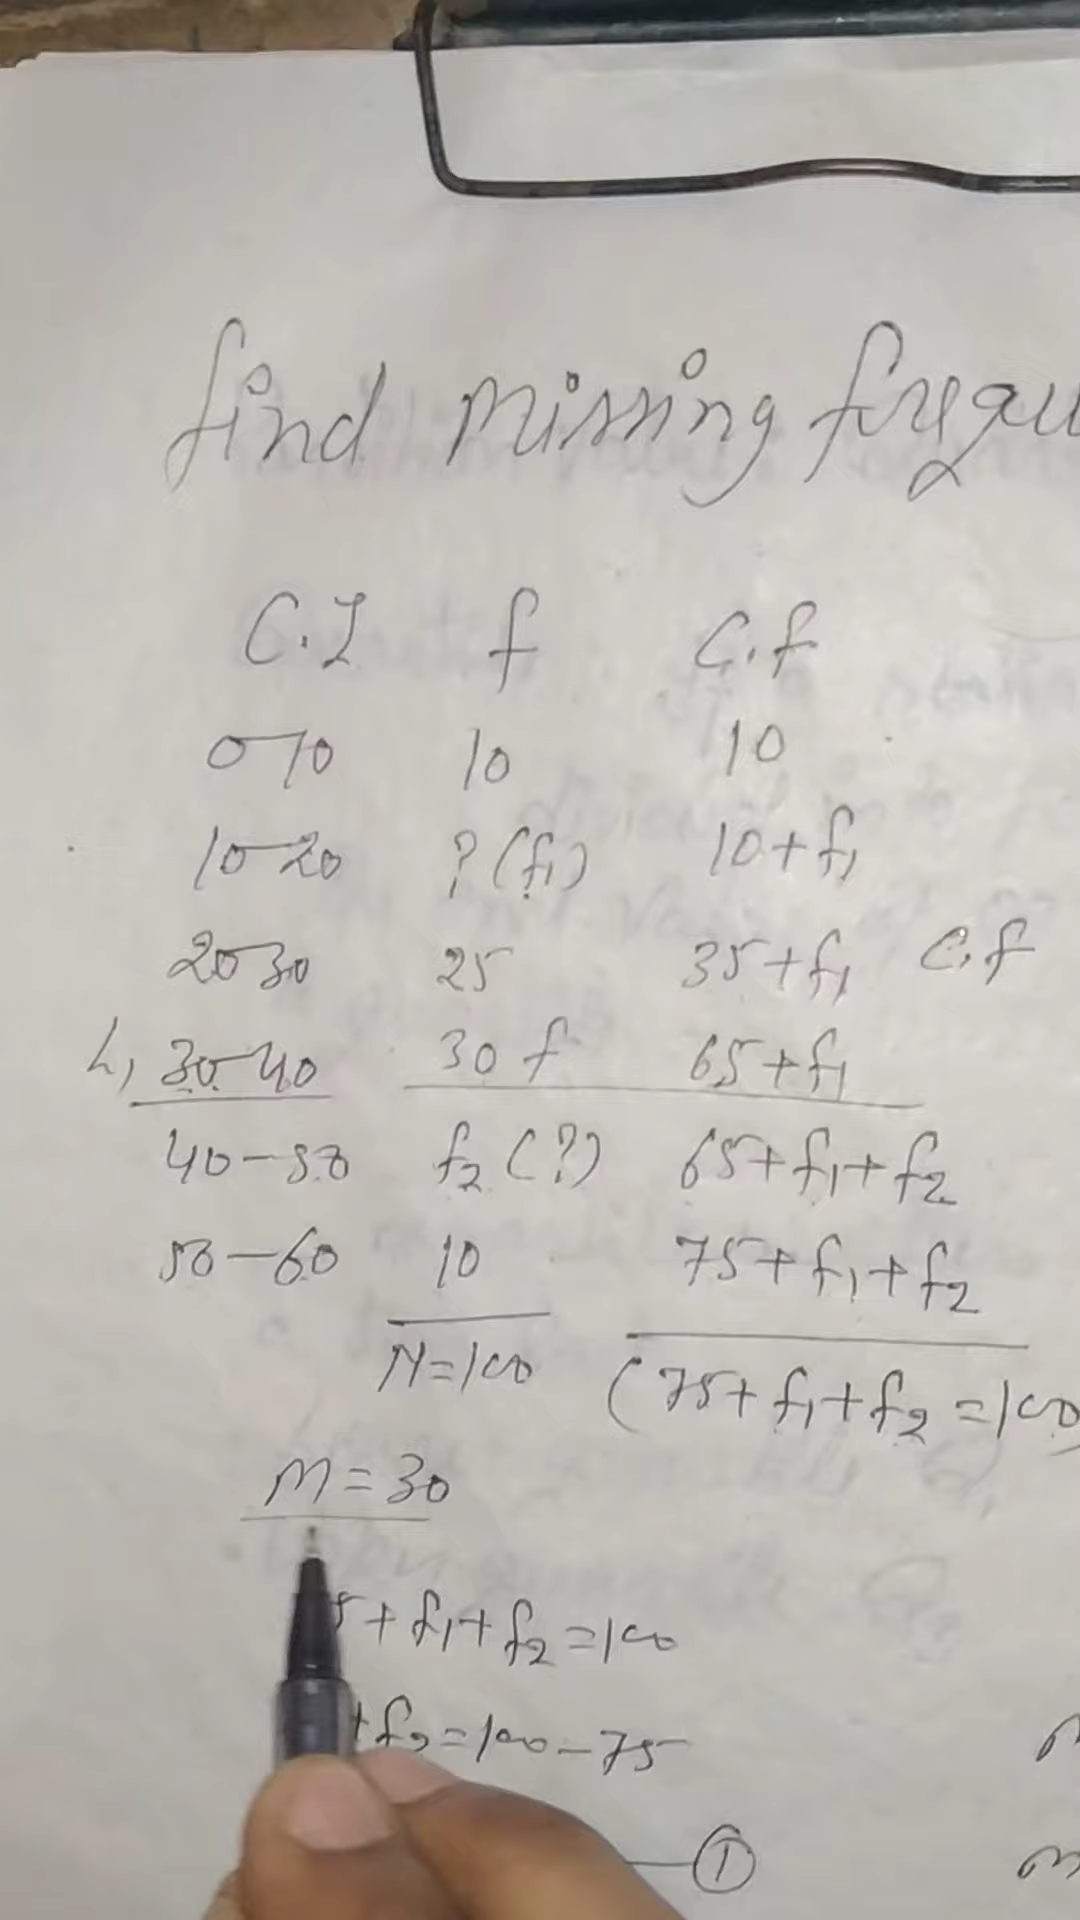 find missing frequ
C.I f C.f
0-10 10 10
10-20 ? (f₁) 10+f₁
20-30 25 35+f₁ C.f
L₁ 30-40 30 f 65+f₁
40-50 f₂ (?) 65+f₁+f₂
50-60 10 75+f₁+f₂
N=100 (75+f₁+f₂=100
M=30
5+f₁+f₂=100
+f₂=100-75
—①